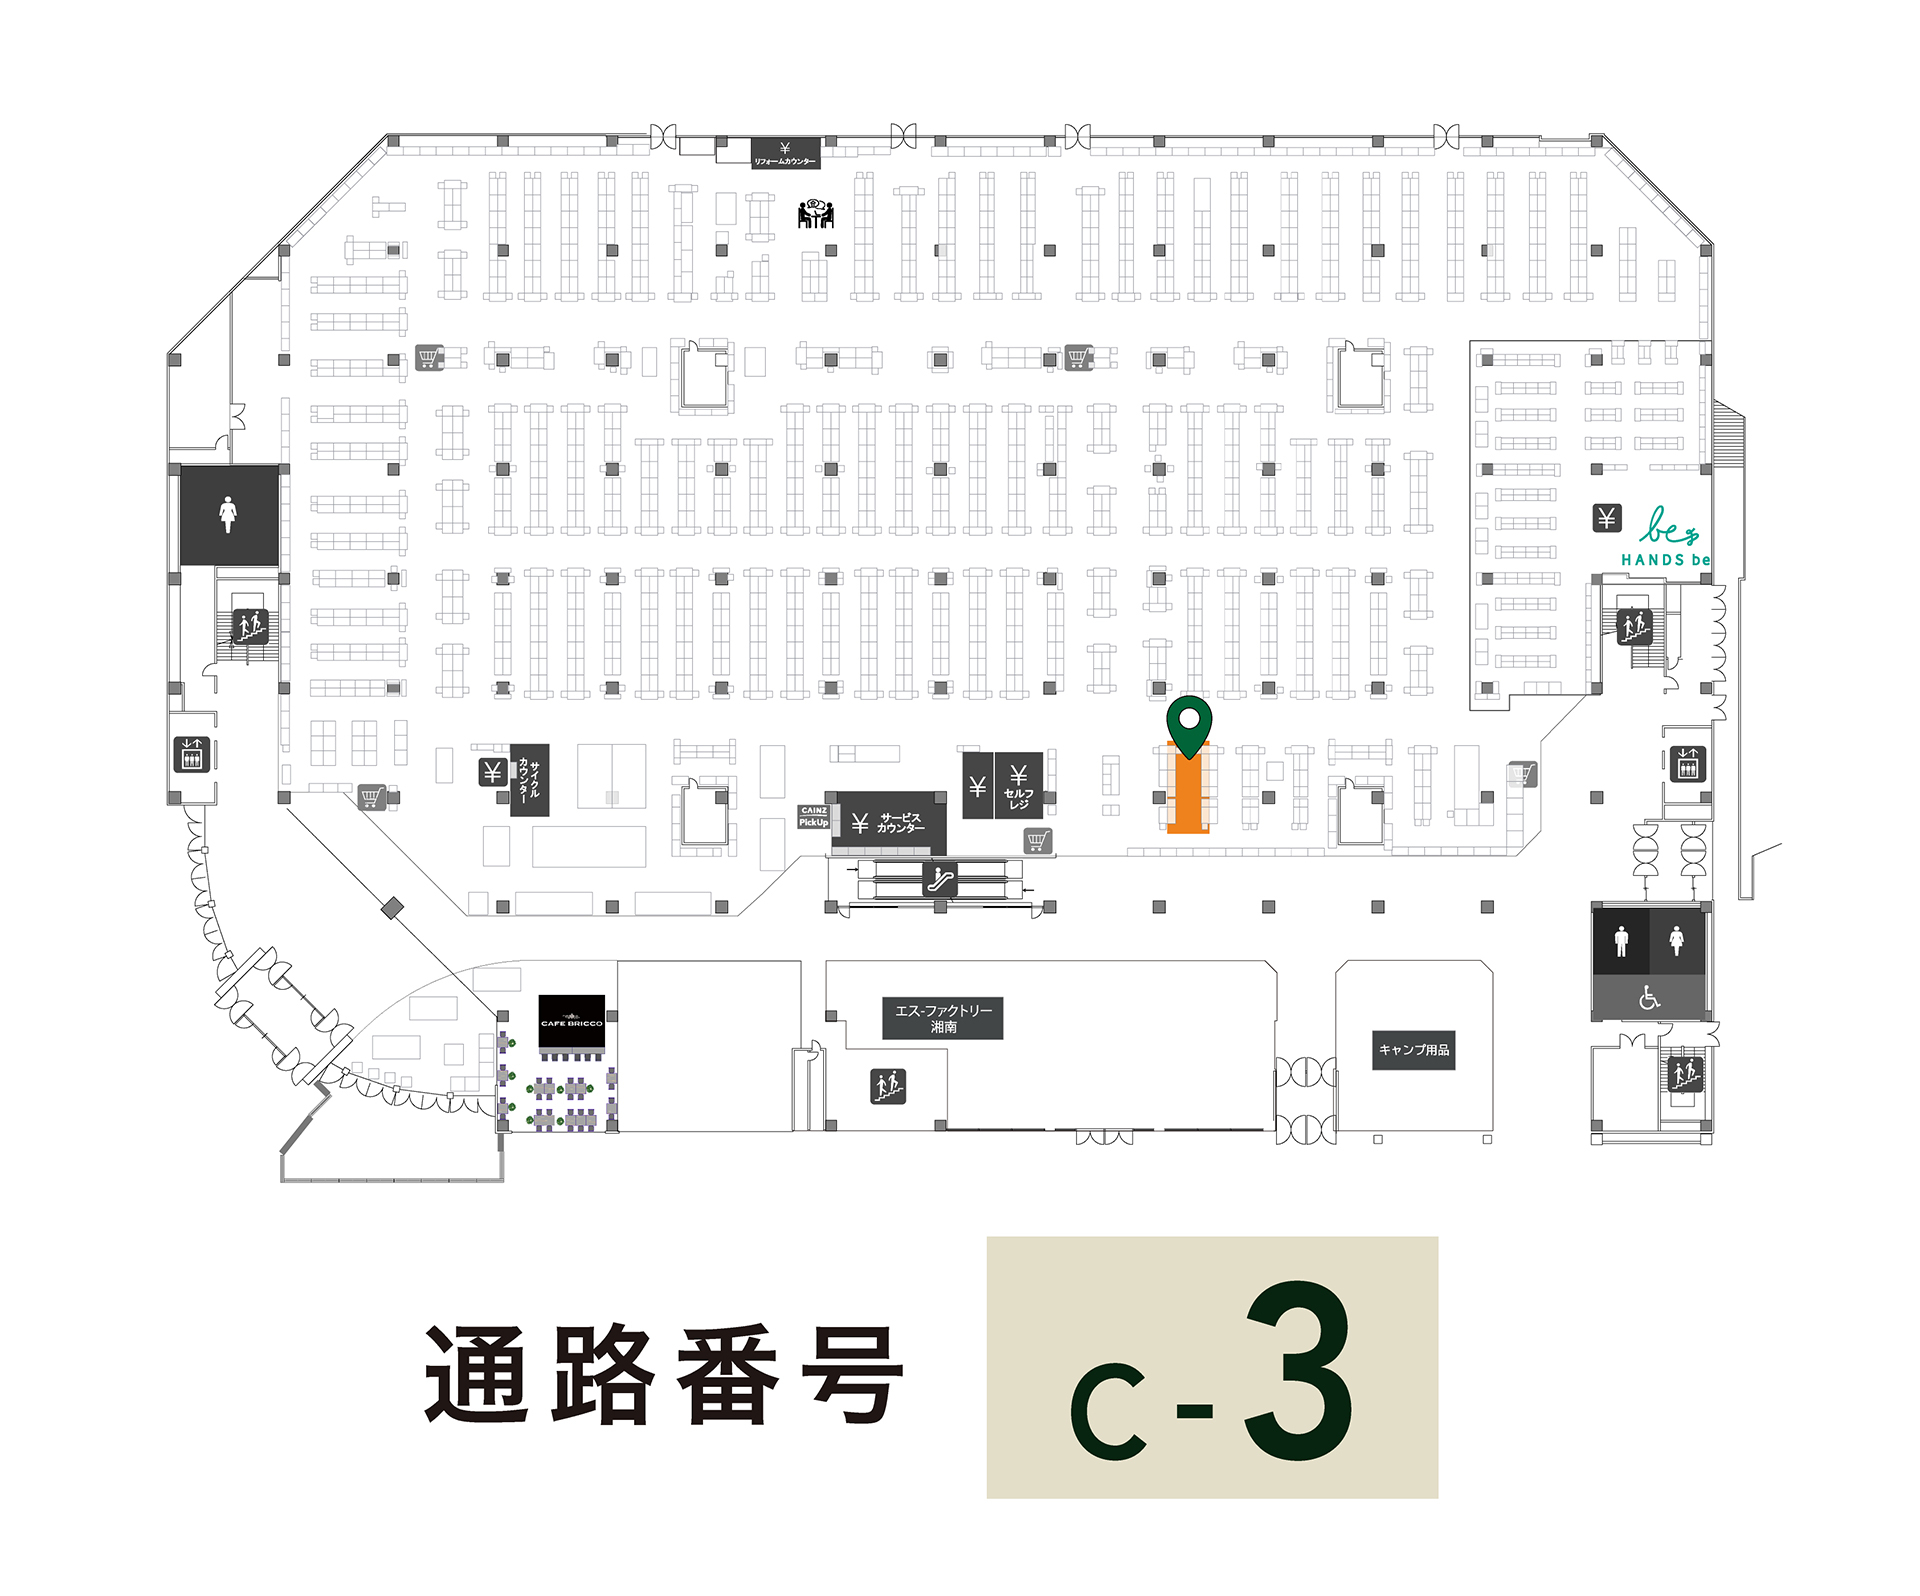 ¥
リフォームカウンター
¥
be
HANDS be
¥
サイクル
カウンター
¥
¥
セルフ
レジ
CAINZ
PickUp
¥
サービス
カウンター
CAFE BRICCO
エス-ファクトリー
湘南
キャンプ用品
通路番号
C-3